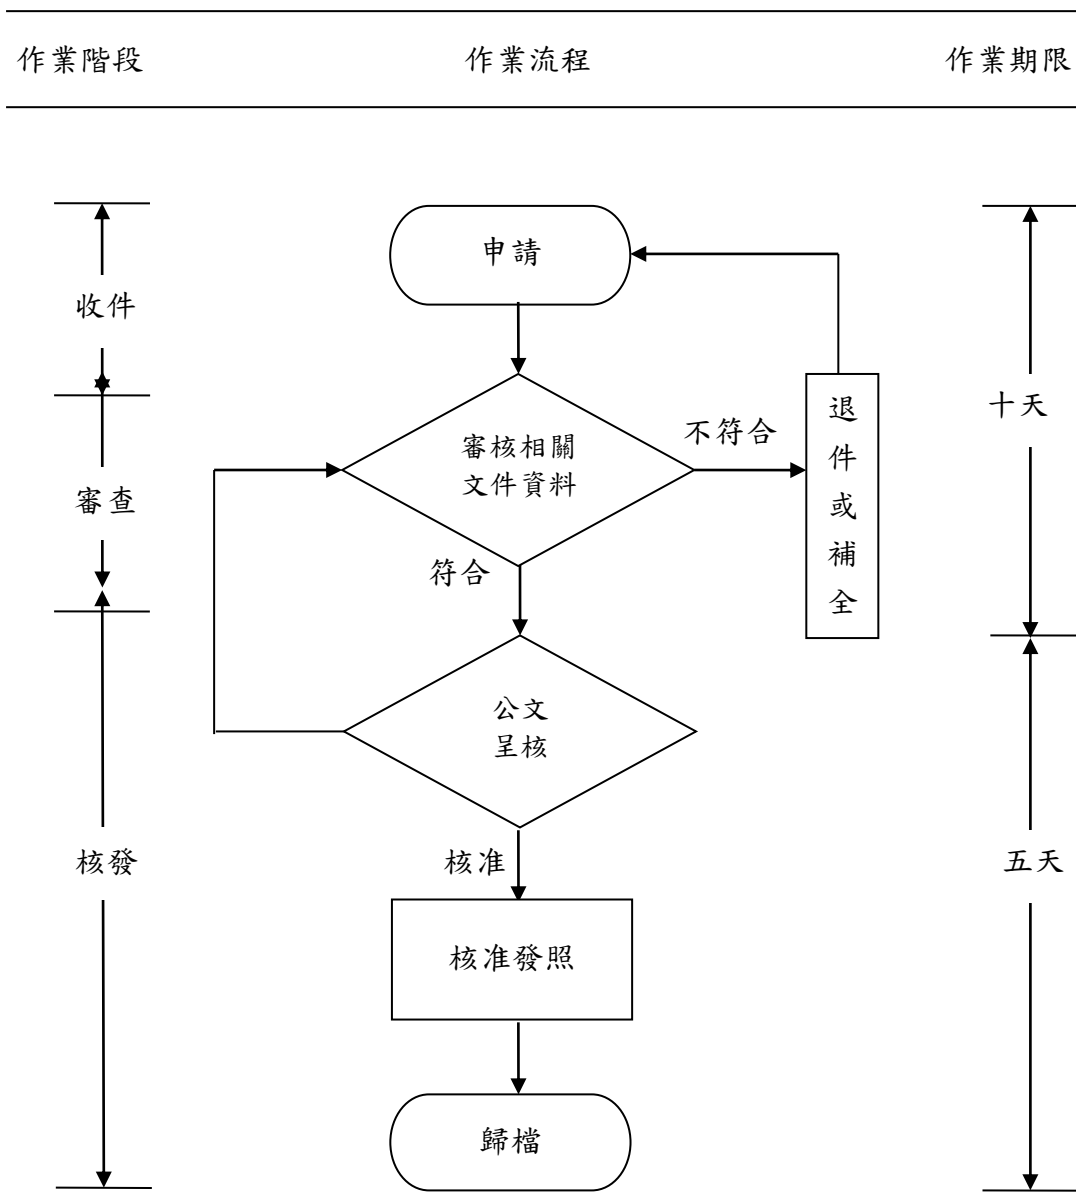 作業階段
作業流程
作業期限
申請
收件
十天
退件或補全
不符合
審核相關
文件資料
審查
符合
公文
呈核
核發
核准
五天
核准發照
歸檔